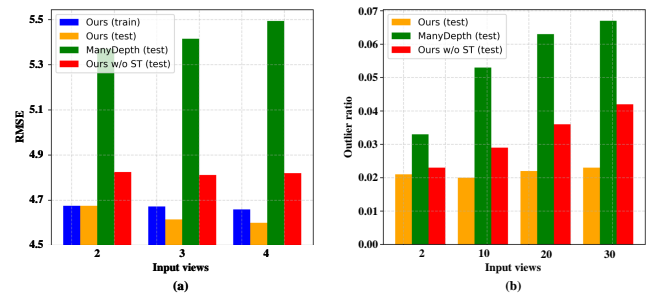 5.5
5.3
5.1
4.9
4.7
4.5
RMSE
Ours (train)
Ours (test)
ManyDepth (test)
Ours w/o ST (test)
2 3 4
Input views
(a)
0.07
0.06
0.05
0.04
0.03
0.02
0.01
0.00
Outlier ratio
Ours (test)
ManyDepth (test)
Ours w/o ST (test)
2 10 20 30
Input views
(b)